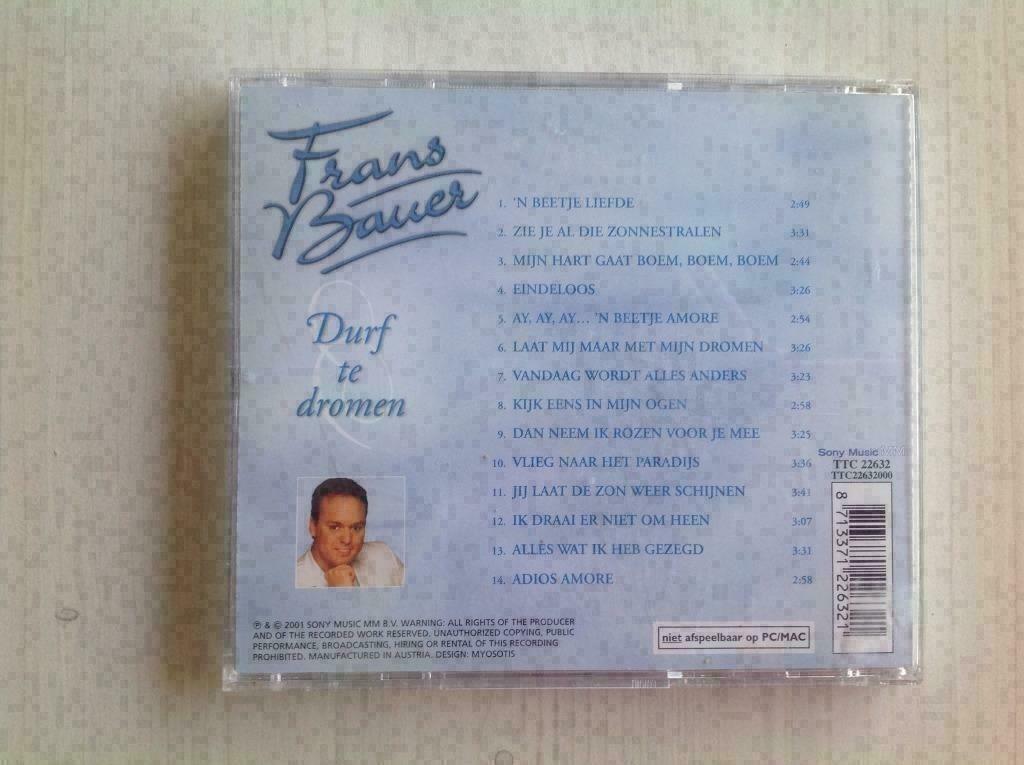 Frans
Bauer
Durf
te
dromen
1. 'N BEETJE LIEFDE 2:49
2. ZIE JE AL DIE ZONNESTRALEN 3:31
3. MIJN HART GAAT BOEM, BOEM, BOEM 2:44
4. EINDELOOS 3:26
5. AY, AY, AY... 'N BEETJE AMORE 2:54
6. LAAT MIJ MAAR MET MIJN DROMEN 3:26
7. VANDAAG WORDT ALLES ANDERS 3:23
8. KIJK EENS IN MIJN OGEN 2:58
9. DAN NEEM IK ROZEN VOOR JE MEE 3:25
10. VLIEG NAAR HET PARADIJS 3:36
11. JIJ LAAT DE ZON WEER SCHIJNEN 3:41
12. IK DRAAI ER NIET OM HEEN 3:07
13. ALLES WAT IK HEB GEZEGD 3:31
14. ADIOS AMORE 2:58
Sony Music MM
TTC 22632
TTC22632000
8 713371 226321
℗ & © 2001 SONY MUSIC MM B.V. WARNING: ALL RIGHTS OF THE PRODUCER
AND OF THE RECORDED WORK RESERVED. UNAUTHORIZED COPYING, PUBLIC
PERFORMANCE, BROADCASTING, HIRING OR RENTAL OF THIS RECORDING
PROHIBITED. MANUFACTURED IN AUSTRIA. DESIGN: MYOSOTIS
niet afspeelbaar op PC/MAC